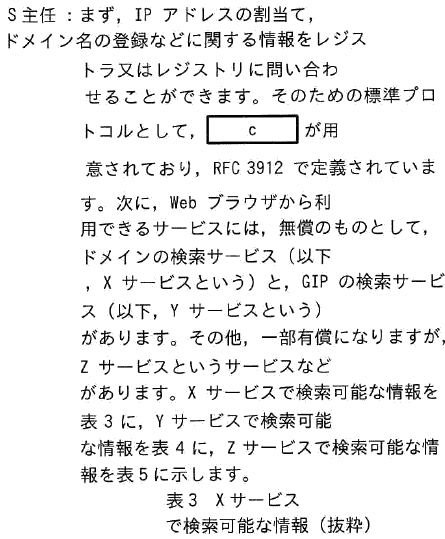 S主任：まず，IP アドレスの割当て，
ドメイン名の登録などに関する情報をレジス
トラ又はレジストリに問い合わ
せることができます。そのための標準プロ
トコルとして，cが用
意されており，RFC 3912 で定義されていま
す。次に，Web ブラウザから利
用できるサービスには，無償のものとして，
ドメインの検索サービス（以下
，X サービスという）と，GIP の検索サービ
ス（以下，Y サービスという）
があります。その他，一部有償になりますが，
Z サービスというサービスなど
があります。X サービスで検索可能な情報を
表 3 に，Y サービスで検索可能
な情報を表 4 に，Z サービスで検索可能な情
報を表 5 に示します。
表3　X サービス
で検索可能な情報（抜粋）